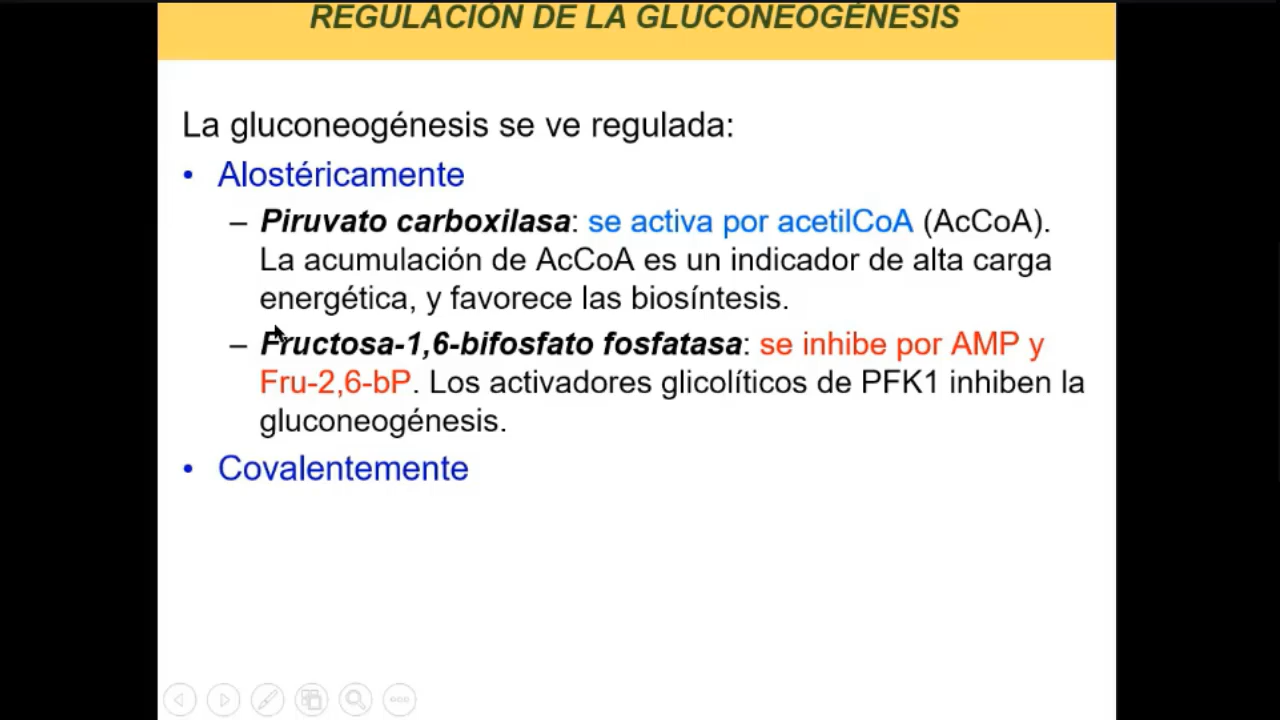 REGULACIÓN DE LA GLUCONEOGÉNESIS
La gluconeogénesis se ve regulada:
• Alostéricamente
– Piruvato carboxilasa: se activa por acetilCoA (AcCoA).
La acumulación de AcCoA es un indicador de alta carga
energética, y favorece las biosíntesis.
– Fructosa-1,6-bifosfato fosfatasa: se inhibe por AMP y
Fru-2,6-bP. Los activadores glicolíticos de PFK1 inhiben la
gluconeogénesis.
• Covalentemente